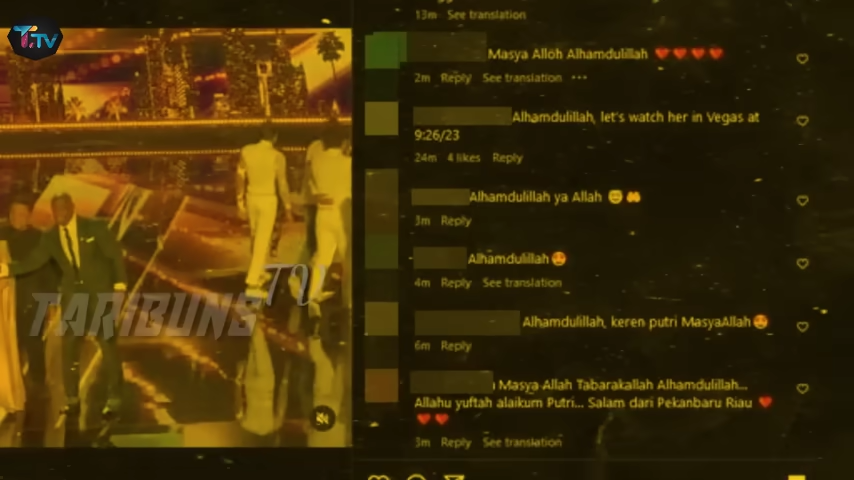 T.TV
13m See translation
Masya Alloh Alhamdulillah ❤️❤️❤️❤️
2m Reply See translation •••
Alhamdulillah, let's watch her in Vegas at
9:26/23
24m 4 likes Reply
Alhamdulillah ya Allah 😇🤲
3m Reply
Alhamdulillah😍
4m Reply See translation
TARIBUNS TV
Alhamdulillah, keren putri MasyaAllah😍
6m Reply
Masya Allah Tabarakallah Alhamdulillah...
Allahu yuftah alaikum Putri... Salam dari Pekanbaru Riau ❤️
❤️❤️
3m Reply See translation